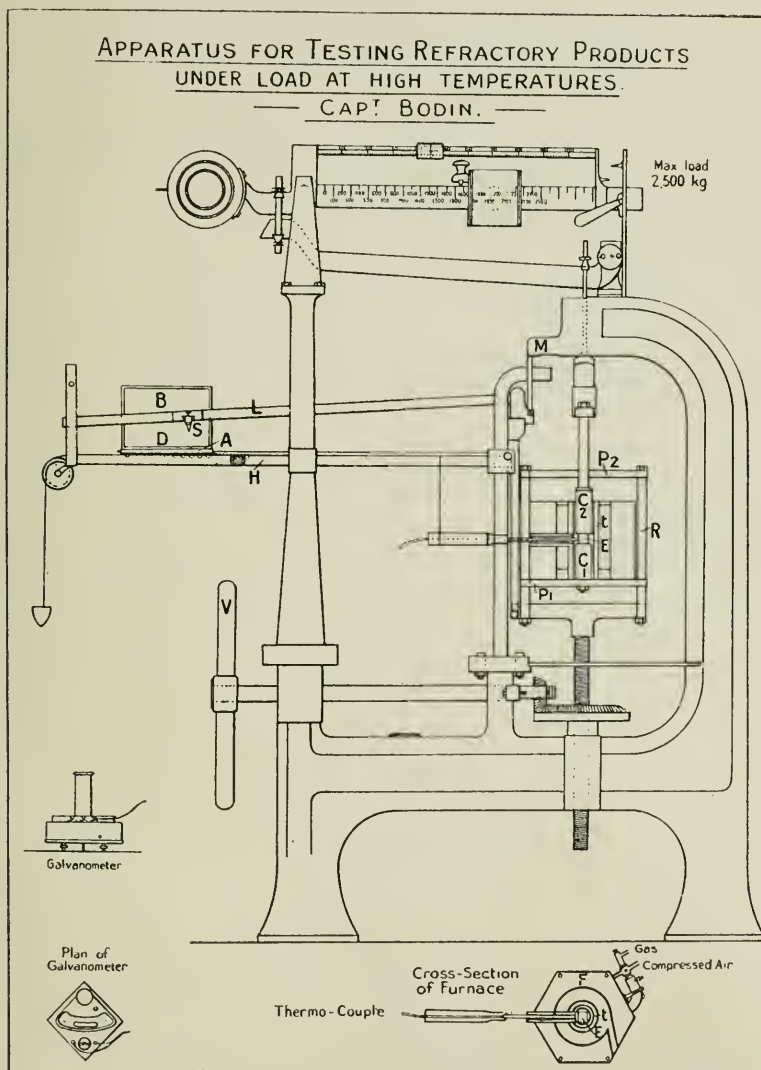 APPARATUS FOR TESTING REFRACTORY PRODUCTS
UNDER LOAD AT HIGH TEMPERATURES.
— CAPT BODIN. —
Max load
2,500 kg
M
B
L
S
D
A
H
P2
C2
t
E
R
C1
P1
V
Galvanometer
Plan of
Galvanometer
Cross-Section
of Furnace
Gas
Compressed Air
F
t
E
Thermo-Couple